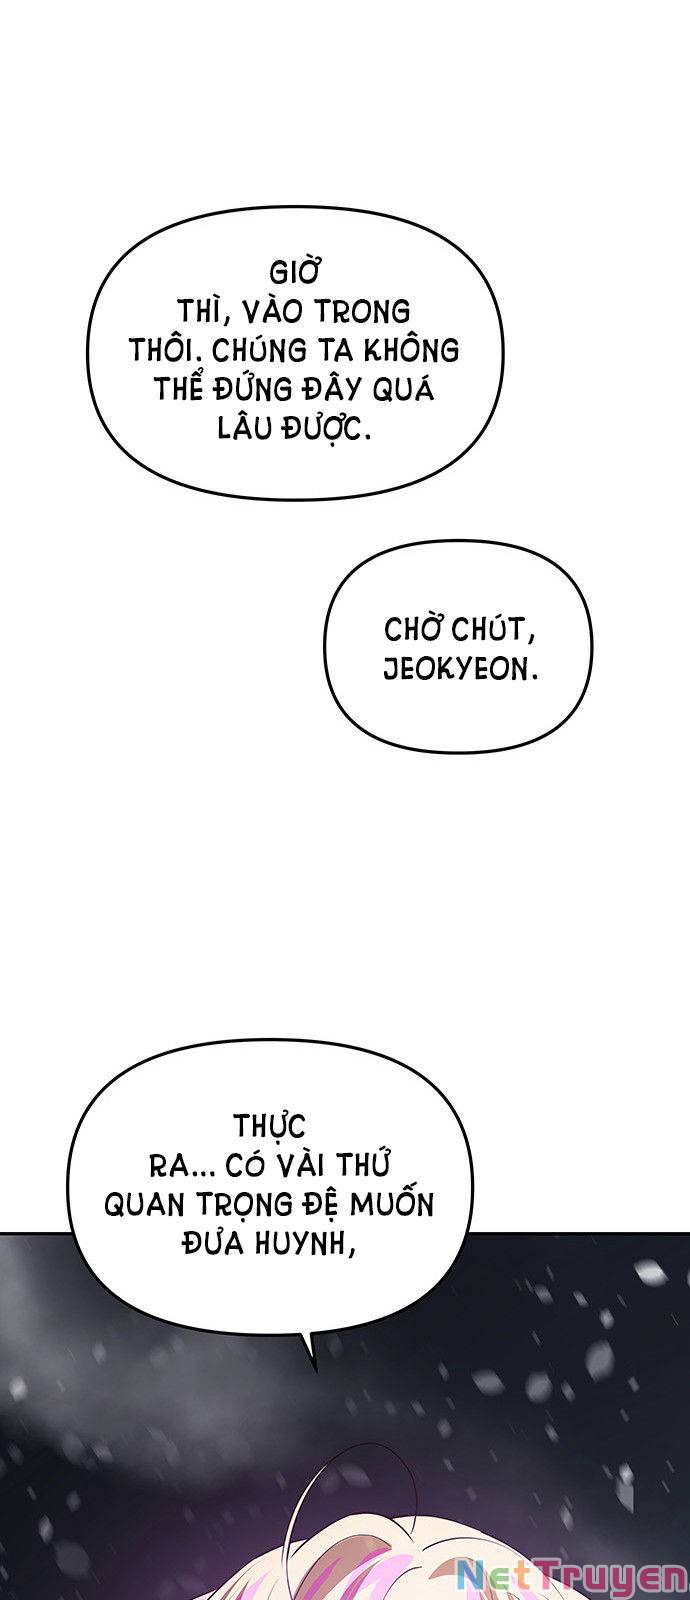 GIỜ
THÌ, VÀO TRONG
THÔI. CHÚNG TA KHÔNG
THỂ ĐỨNG ĐÂY QUÁ
LÂU ĐƯỢC.
CHỜ CHÚT,
JEOKYEON.
THỰC
RA... CÓ VÀI THỨ
QUAN TRỌNG ĐỆ MUỐN
ĐƯA HUYNH,
NetTruyen